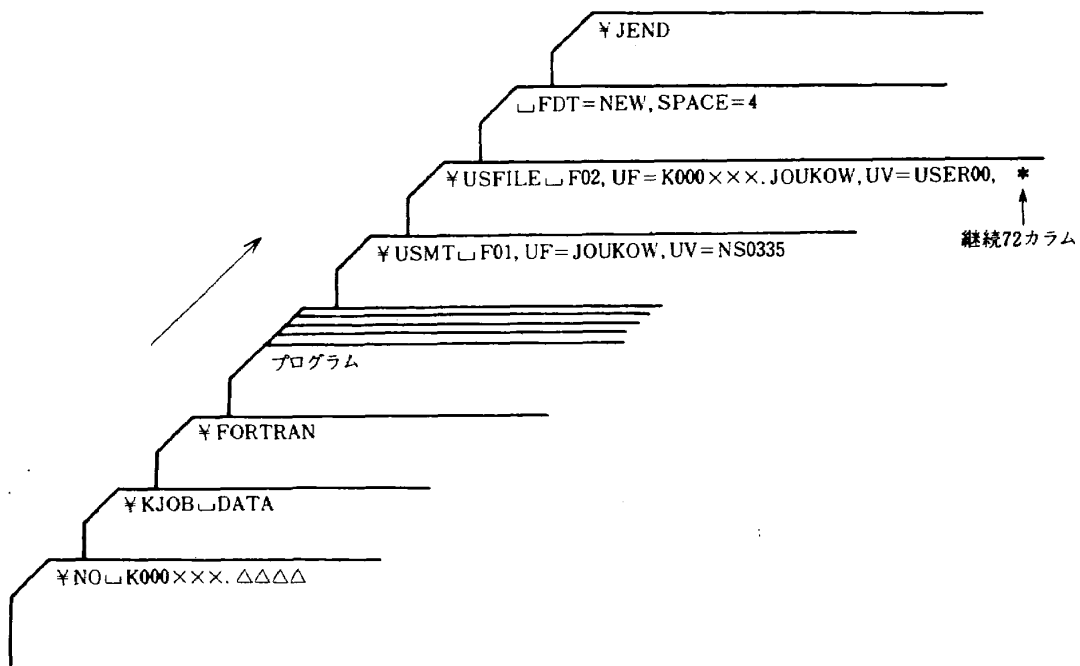 ¥JEND
␣FDT=NEW, SPACE=4
¥USFILE␣F02, UF=K000×××. JOUKOW, UV=USER00, *
継続72カラム
¥USMT␣F01, UF=JOUKOW, UV=NS0335
プログラム
¥FORTRAN
¥KJOB␣DATA
¥NO␣K000×××. △△△△